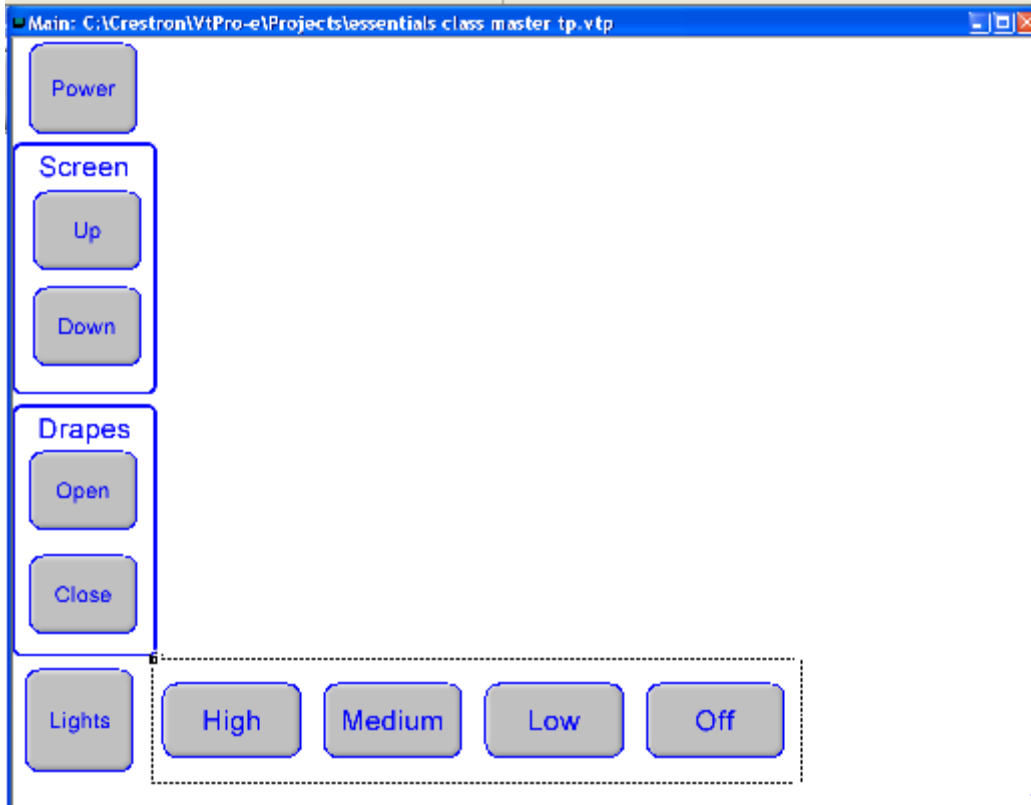 Main: C:\Crestron\VtPro-e\Projects\essentials class master tp.vtp
Power
Screen
Up
Down
Drapes
Open
Close
Lights
High
Medium
Low
Off